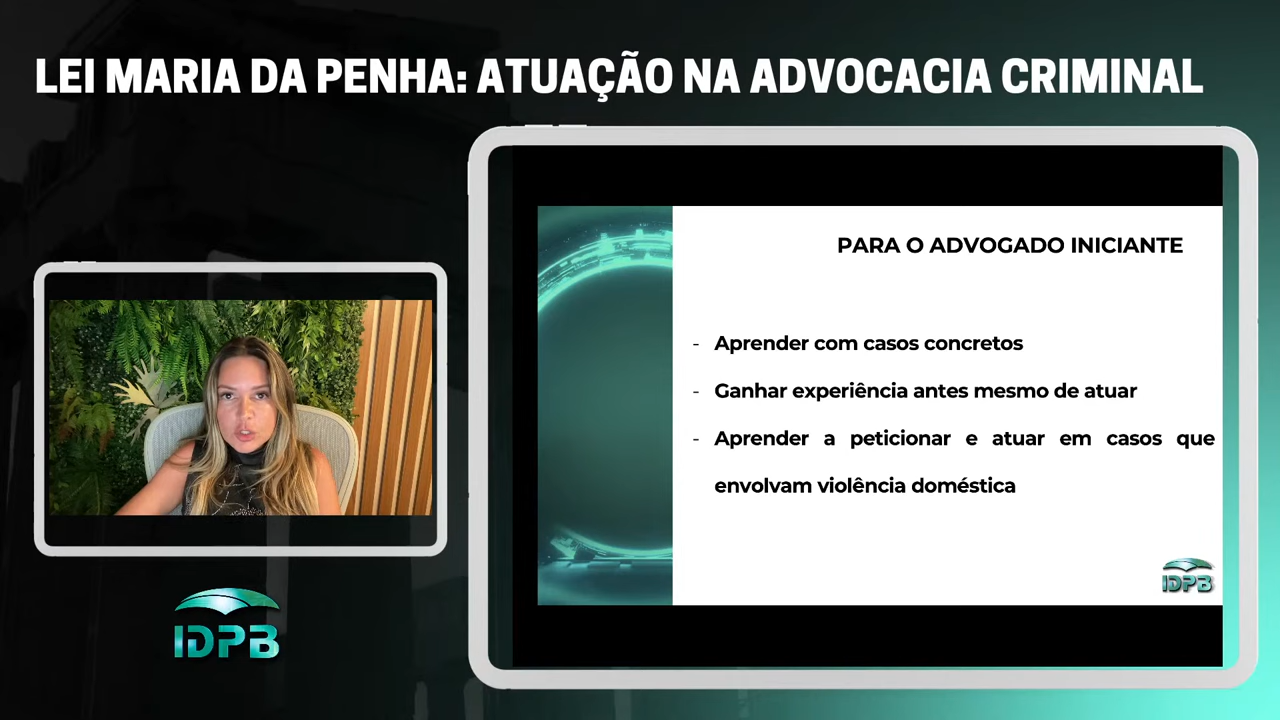 LEI MARIA DA PENHA: ATUAÇÃO NA ADVOCACIA CRIMINAL
PARA O ADVOGADO INICIANTE
- Aprender com casos concretos
- Ganhar experiência antes mesmo de atuar
- Aprender a peticionar e atuar em casos que
envolvam violência doméstica
IDPB
IDPB